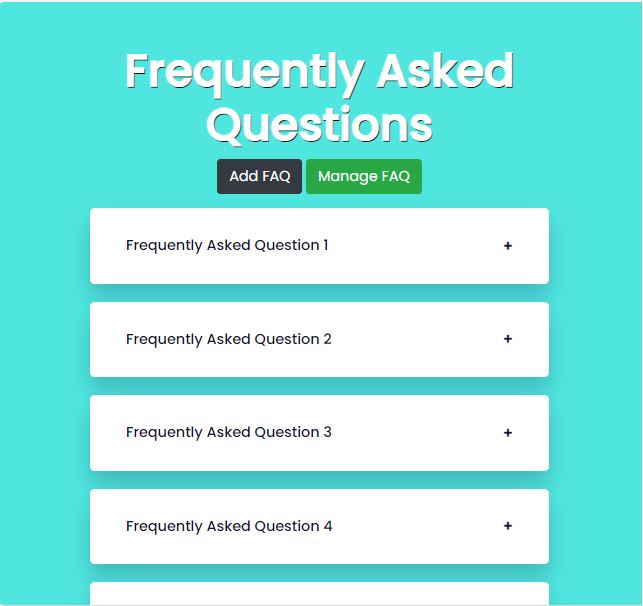 Frequently Asked
Questions
Add FAQ Manage FAQ
Frequently Asked Question 1 +
Frequently Asked Question 2 +
Frequently Asked Question 3 +
Frequently Asked Question 4 +